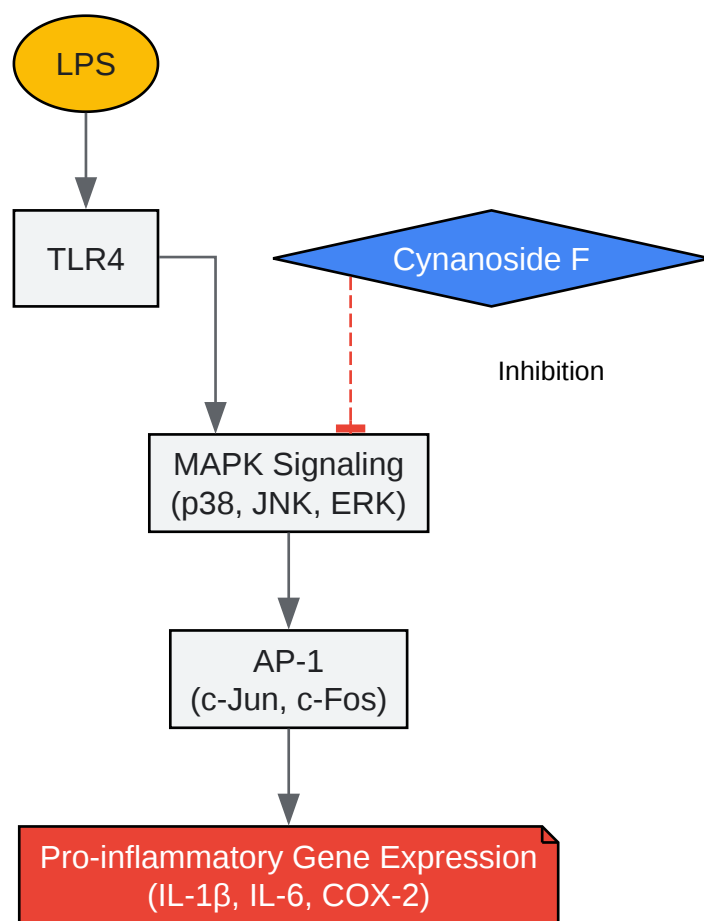 LPS
TLR4
Cynanoside F
Inhibition
MAPK Signaling
(p38, JNK, ERK)
AP-1
(c-Jun, c-Fos)
Pro-inflammatory Gene Expression
(IL-1β, IL-6, COX-2)